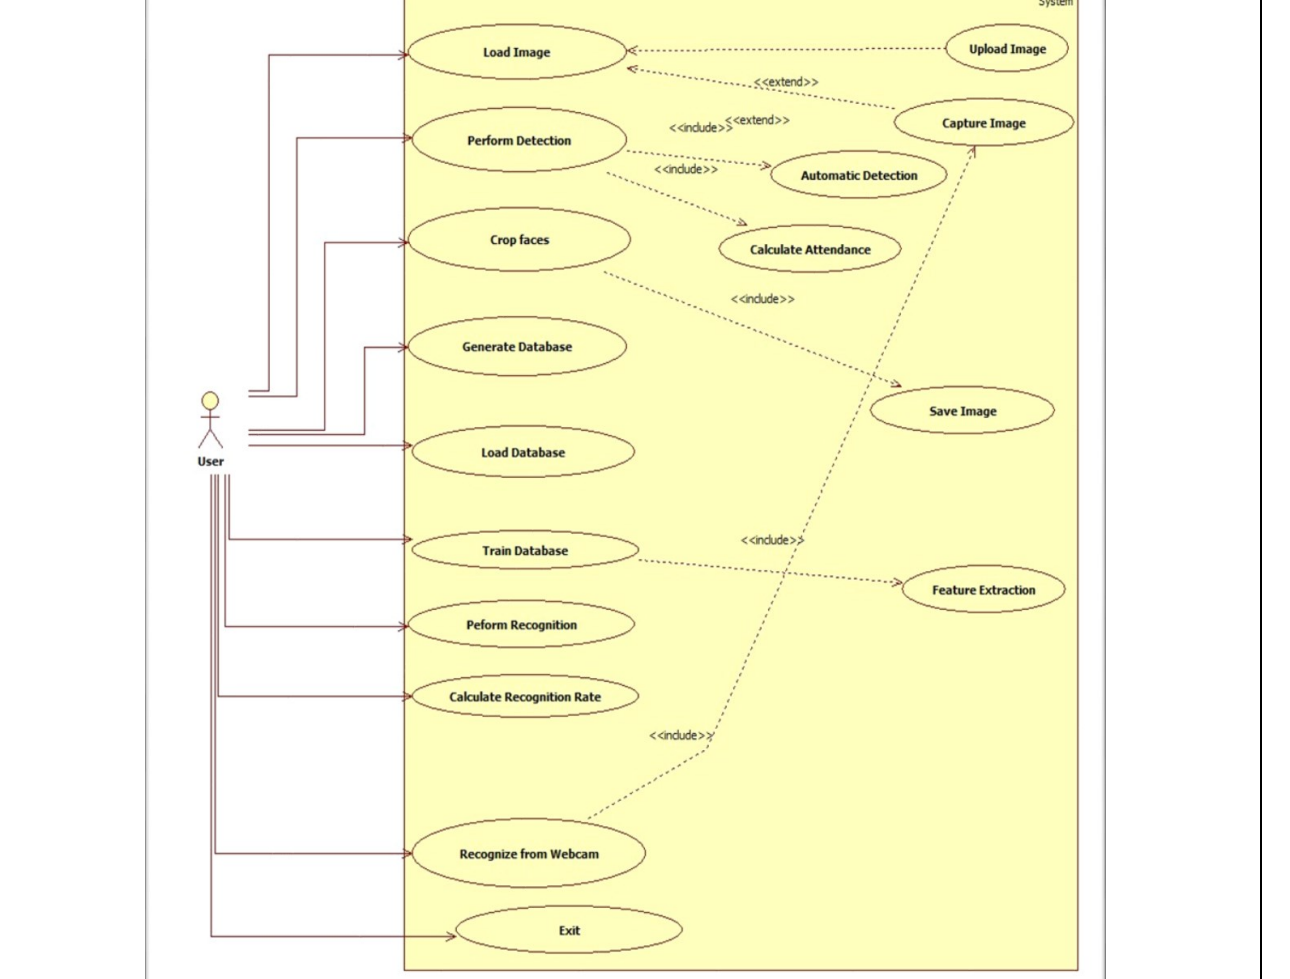 System
Load Image
Upload Image
<<extend>>
Capture Image
<<extend>>
<<include>>
Perform Detection
<<include>>
Automatic Detection
Crop faces
Calculate Attendance
<<include>>
Generate Database
Save Image
Load Database
User
<<include>>
Train Database
Feature Extraction
Peform Recognition
Calculate Recognition Rate
<<include>>
Recognize from Webcam
Exit